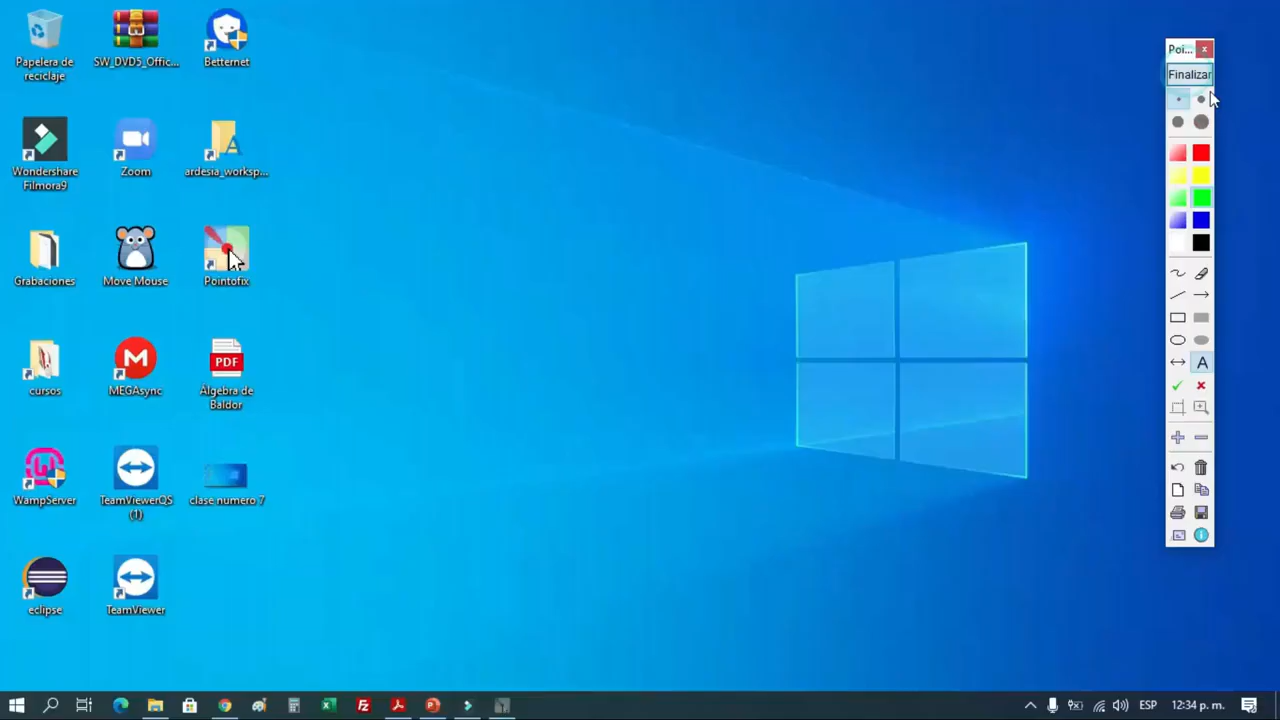 Papelera de
reciclaje
SW_DVD5_Offic...
Betternet
Wondershare
Filmora9
Zoom
ardesia_worksp...
Grabaciones
Move Mouse
Pointofix
cursos
MEGAsync
PDF
Álgebra de
Baldor
WampServer
TeamViewerQS
(1)
clase numero 7
eclipse
TeamViewer
Poi...
Finalizar
A
ESP
12:34 p. m.